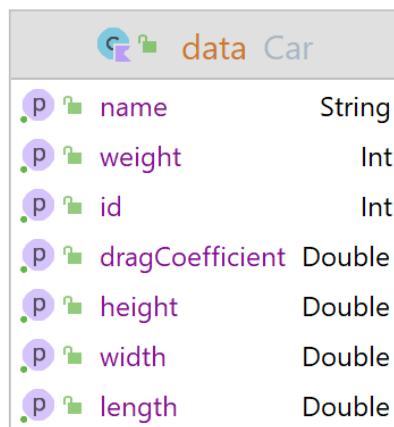 data Car
name String
weight Int
id Int
dragCoefficient Double
height Double
width Double
length Double